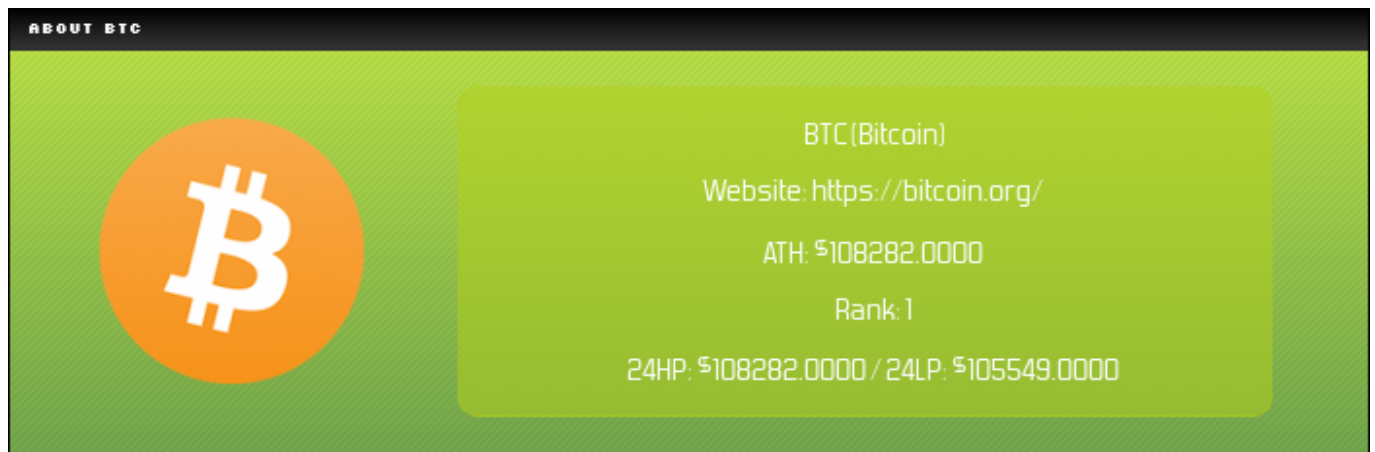 ABOUT BTC
BTC(Bitcoin)
Website: https://bitcoin.org/
ATH: $108282.0000
Rank: 1
24HP: $108282.0000 / 24LP: $105549.0000